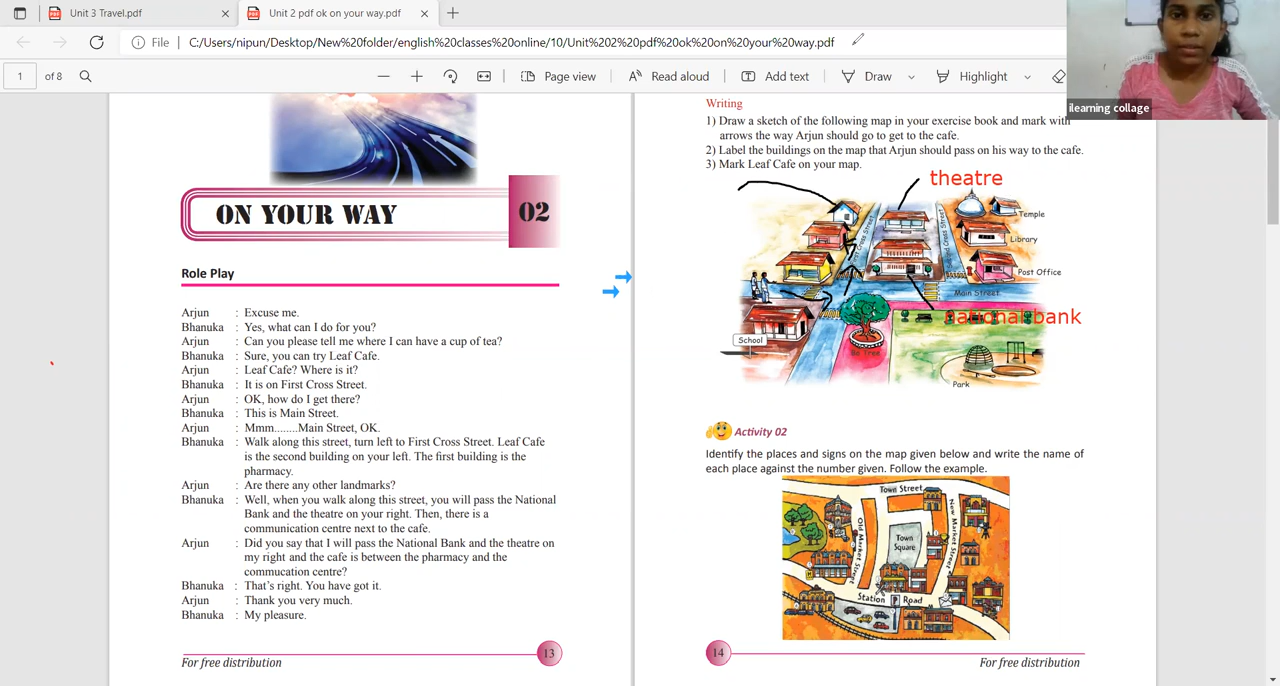 Unit 3 Travel.pdf
Unit 2 pdf ok on your way.pdf
File
C:/Users/nipun/Desktop/New%20folder/english%20classes%20online/10/Unit%202%20pdf%20ok%20on%20your%20way.pdf
1 of 8
Page view
Read aloud
Add text
Draw
Highlight
ilearning collage
ON YOUR WAY
02
Role Play
Arjun : Excuse me.
Bhanuka : Yes, what can I do for you?
Arjun : Can you please tell me where I can have a cup of tea?
Bhanuka : Sure, you can try Leaf Cafe.
Arjun : Leaf Cafe? Where is it?
Bhanuka : It is on First Cross Street.
Arjun : OK, how do I get there?
Bhanuka : This is Main Street.
Arjun : Mmm........Main Street, OK.
Bhanuka : Walk along this street, turn left to First Cross Street. Leaf Cafe
is the second building on your left. The first building is the
pharmacy.
Arjun : Are there any other landmarks?
Bhanuka : Well, when you walk along this street, you will pass the National
Bank and the theatre on your right. Then, there is a
communication centre next to the cafe.
Arjun : Did you say that I will pass the National Bank and the theatre on
my right and the cafe is between the pharmacy and the
commucation centre?
Bhanuka : That's right. You have got it.
Arjun : Thank you very much.
Bhanuka : My pleasure.
For free distribution
13
Writing
1) Draw a sketch of the following map in your exercise book and mark with
arrows the way Arjun should go to get to the cafe.
2) Label the buildings on the map that Arjun should pass on his way to the cafe.
3) Mark Leaf Cafe on your map.
theatre
Temple
Library
Post Office
Cross Street
Cross Street
Main Street
national bank
School
Bo Tree
Park
Activity 02
Identify the places and signs on the map given below and write the name of
each place against the number given. Follow the example.
Town Street
Old Market Street
New Market Street
Town
Square
Station
Road
14
For free distribution